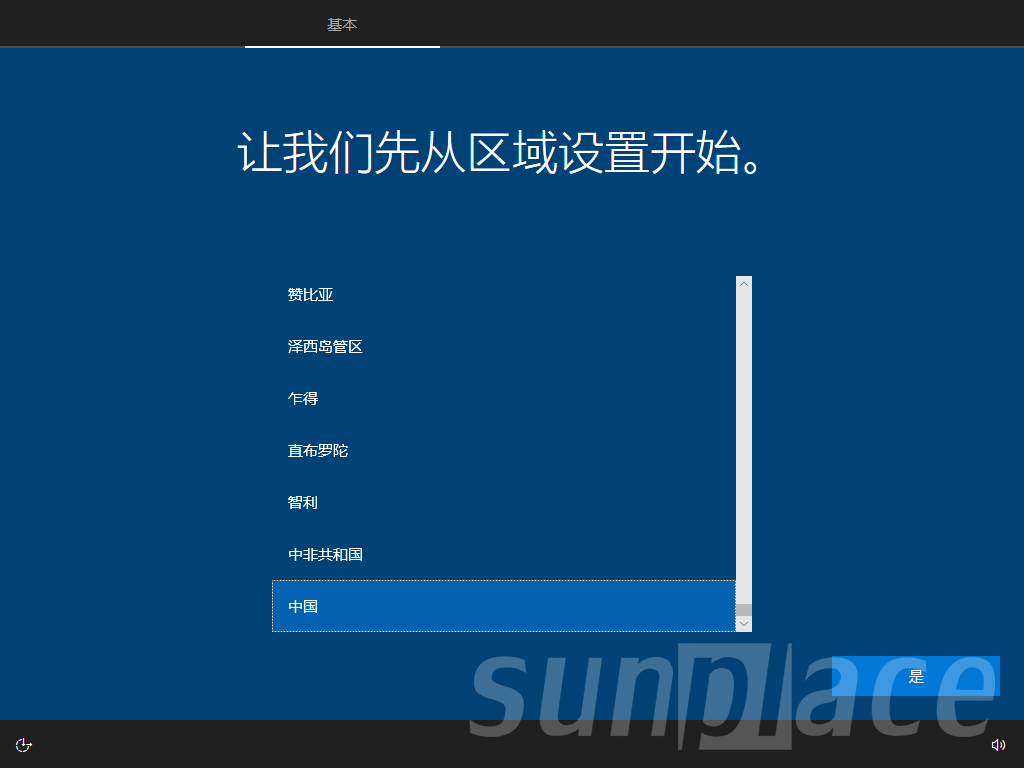 基本
让我们先从区域设置开始。
赞比亚
泽西岛管区
乍得
直布罗陀
智利
中非共和国
中国
是
sunplace